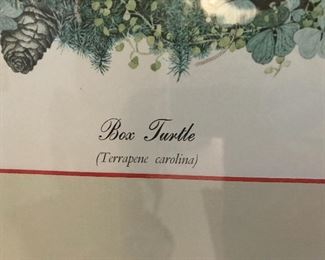 Box Turtle
(Terrapene carolina)